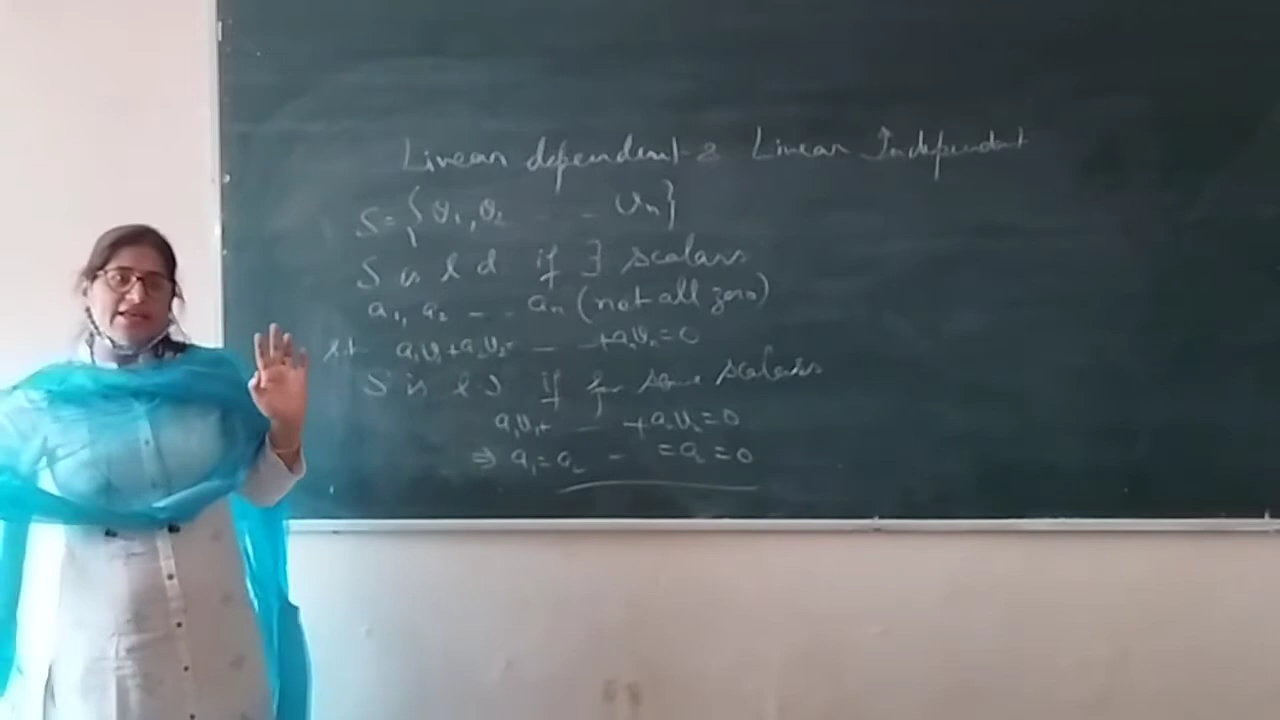 Linear dependent & Linear Independent
S = { v₁, v₂ - - vₙ}
S is l d if ∃ scalars
a₁, a₂ - - aₙ (not all zero)
s.t a₁v₁+a₂v₂+ - - +aₙvₙ=0
S is l I if for some scalars
a₁v₁+ - +aₙvₙ=0
⇒ a₁=a₂ - =aₙ=0